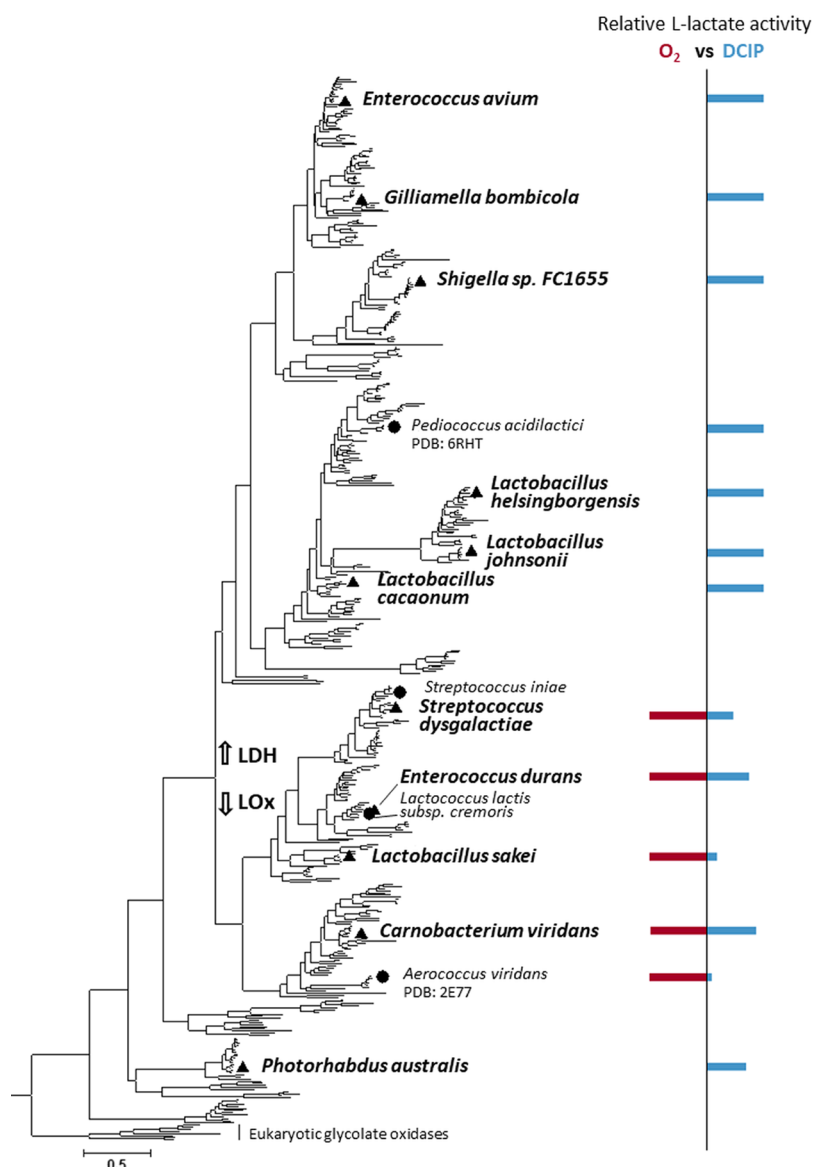 Relative L-lactate activity
O₂ vs DCIP
Enterococcus avium
Gilliamella bombicola
Shigella sp. FC1655
Pediococcus acidilactici
PDB: 6RHT
Lactobacillus
helsingborgensis
Lactobacillus
johnsonii
Lactobacillus
cacaonum
Streptococcus iniae
Streptococcus
dysgalactiae
LDH
Enterococcus durans
LOx
Lactococcus lactis
subsp. cremoris
Lactobacillus sakei
Carnobacterium viridans
Aerococcus viridans
PDB: 2E77
Photorhabdus australis
Eukaryotic glycolate oxidases
0.5